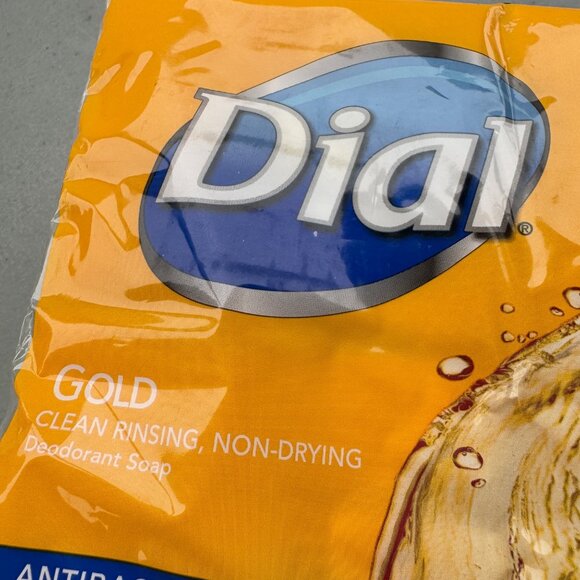 Dial®
GOLD
CLEAN RINSING, NON-DRYING
Deodorant Soap